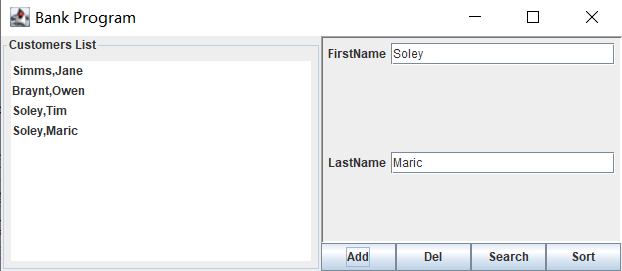 Bank Program
Customers List
Simms,Jane
Braynt,Owen
Soley,Tim
Soley,Maric
FirstName Soley
LastName Maric
Add Del Search Sort